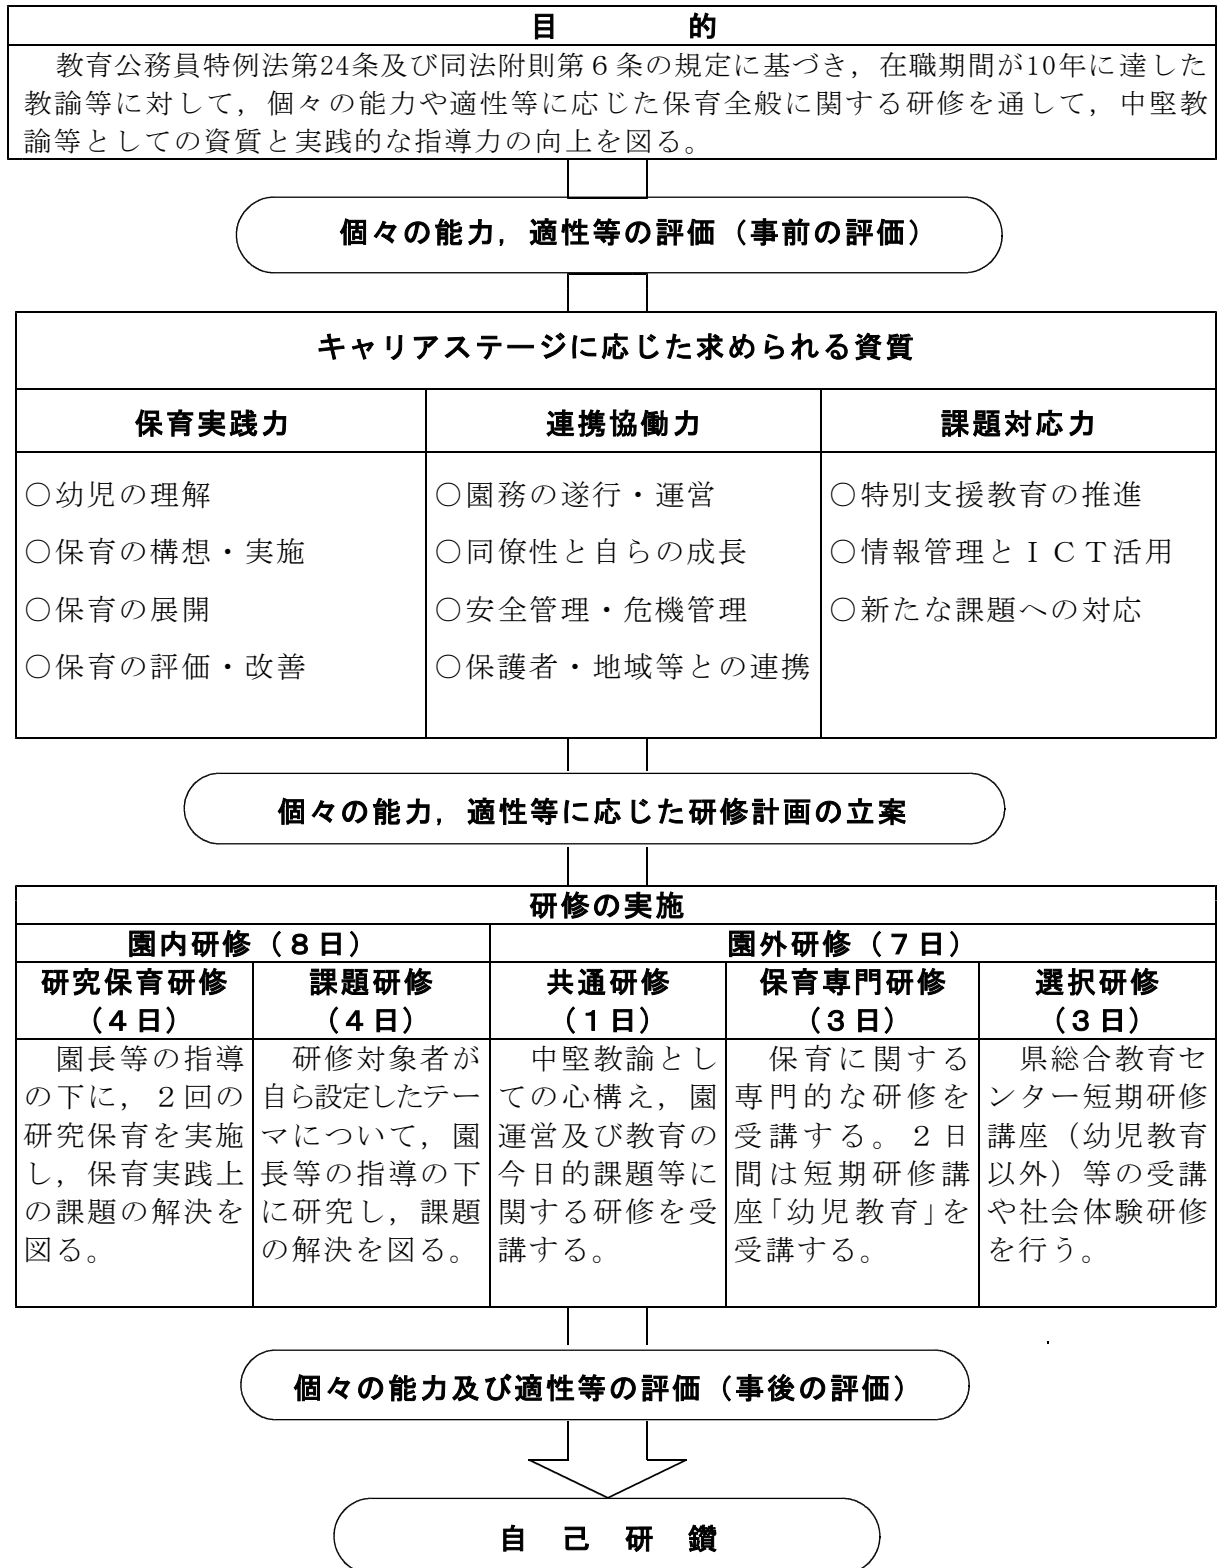 目　的
教育公務員特例法第24条及び同法附則第６条の規定に基づき，在職期間が10年に達した
教諭等に対して，個々の能力や適性等に応じた保育全般に関する研修を通して，中堅教
諭等としての資質と実践的な指導力の向上を図る。
個々の能力，適性等の評価（事前の評価）
キャリアステージに応じた求められる資質
保育実践力
○幼児の理解
○保育の構想・実施
○保育の展開
○保育の評価・改善
連携協働力
○園務の遂行・運営
○同僚性と自らの成長
○安全管理・危機管理
○保護者・地域等との連携
課題対応力
○特別支援教育の推進
○情報管理とＩＣＴ活用
○新たな課題への対応
個々の能力，適性等に応じた研修計画の立案
研修の実施
園内研修（８日）
研究保育研修
（４日）
園長等の指導
の下に，２回の
研究保育を実施
し，保育実践上
の課題の解決を
図る。
課題研修
（４日）
研修対象者が
自ら設定したテー
マについて，園
長等の指導の下
に研究し，課題
の解決を図る。
園外研修（７日）
共通研修
（１日）
中堅教諭とし
ての心構え，園
運営及び教育の
今日的課題等に
関する研修を受
講する。
保育専門研修
（３日）
保育に関する
専門的な研修を
受講する。２日
間は短期研修講
座「幼児教育」を
受講する。
選択研修
（３日）
県総合教育セ
ンター短期研修
講座（幼児教育
以外）等の受講
や社会体験研修
を行う。
個々の能力及び適性等の評価（事後の評価）
自　己　研　鑽